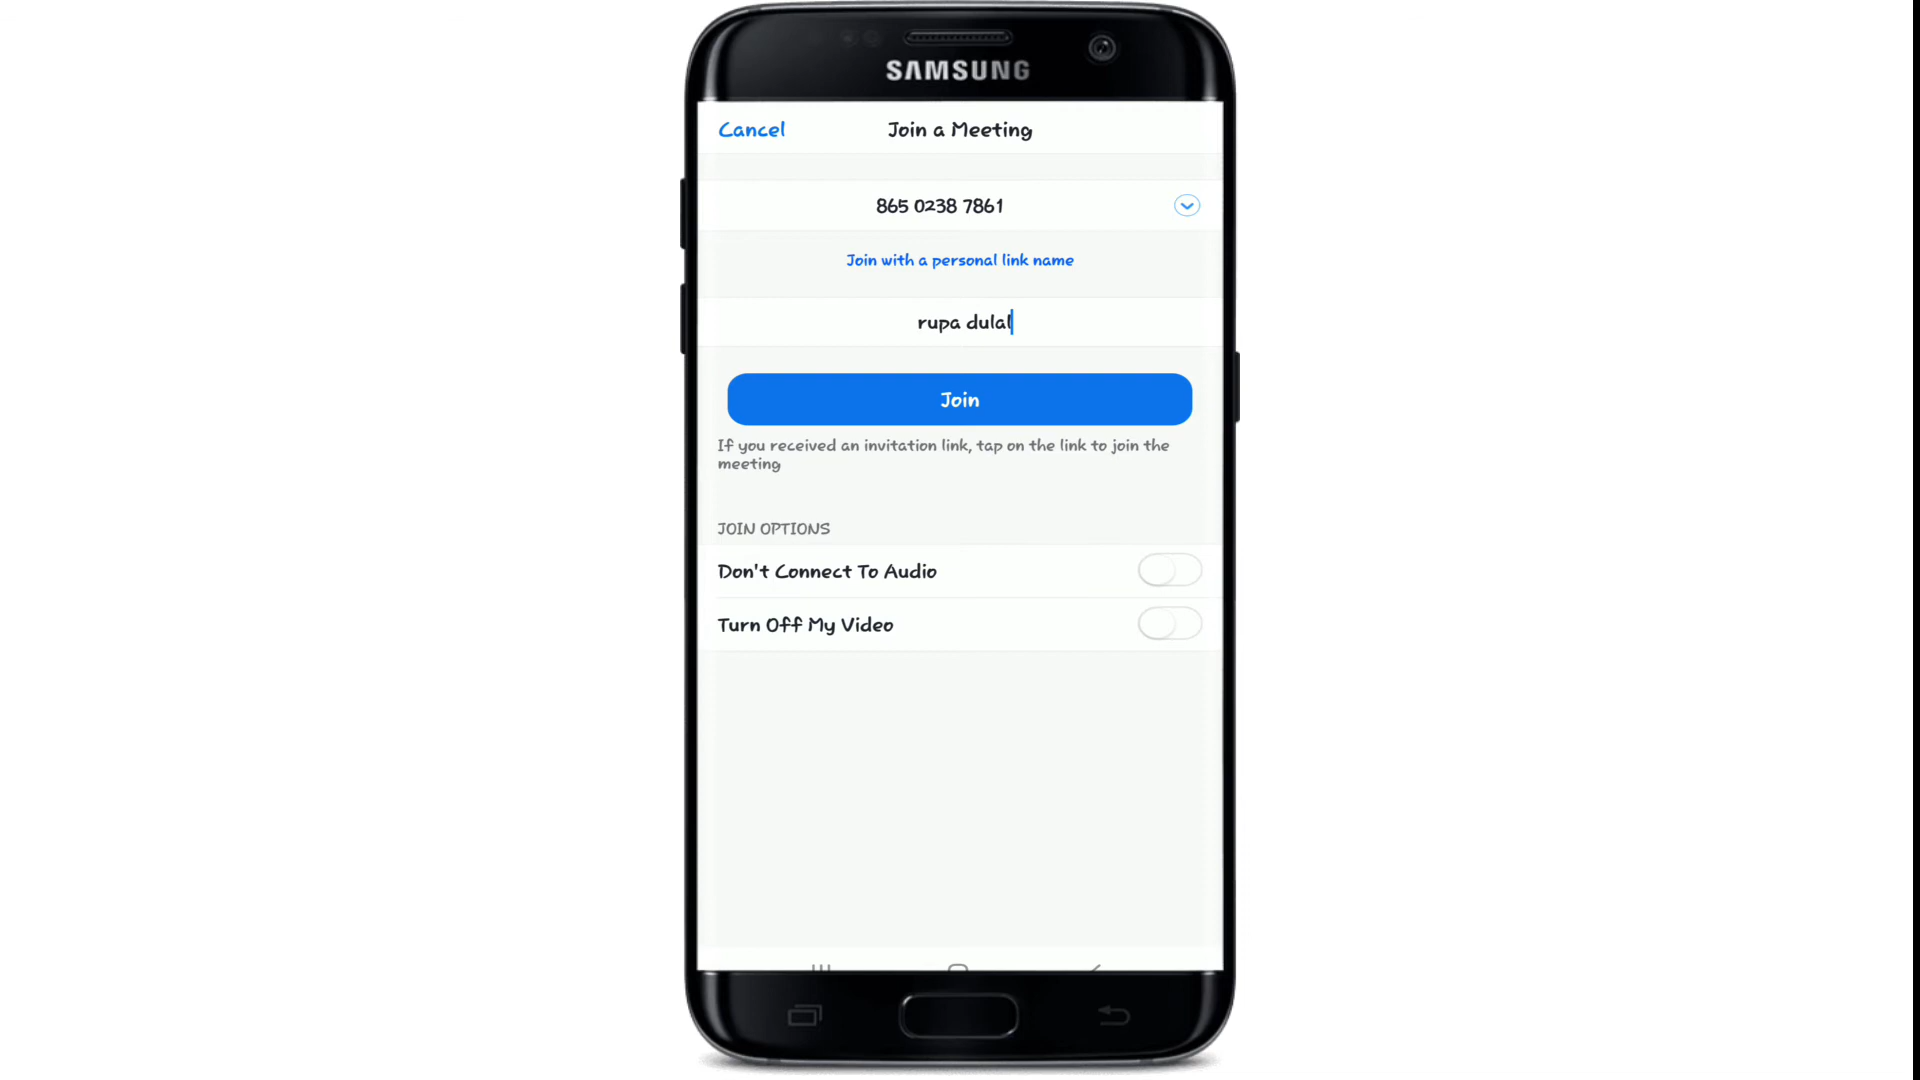 SAMSUNG
Cancel
Join a Meeting
865 0238 7861
Join with a personal link name
rupa dulal
Join
If you received an invitation link, tap on the link to join the
meeting
JOIN OPTIONS
Don't Connect To Audio
Turn Off My Video